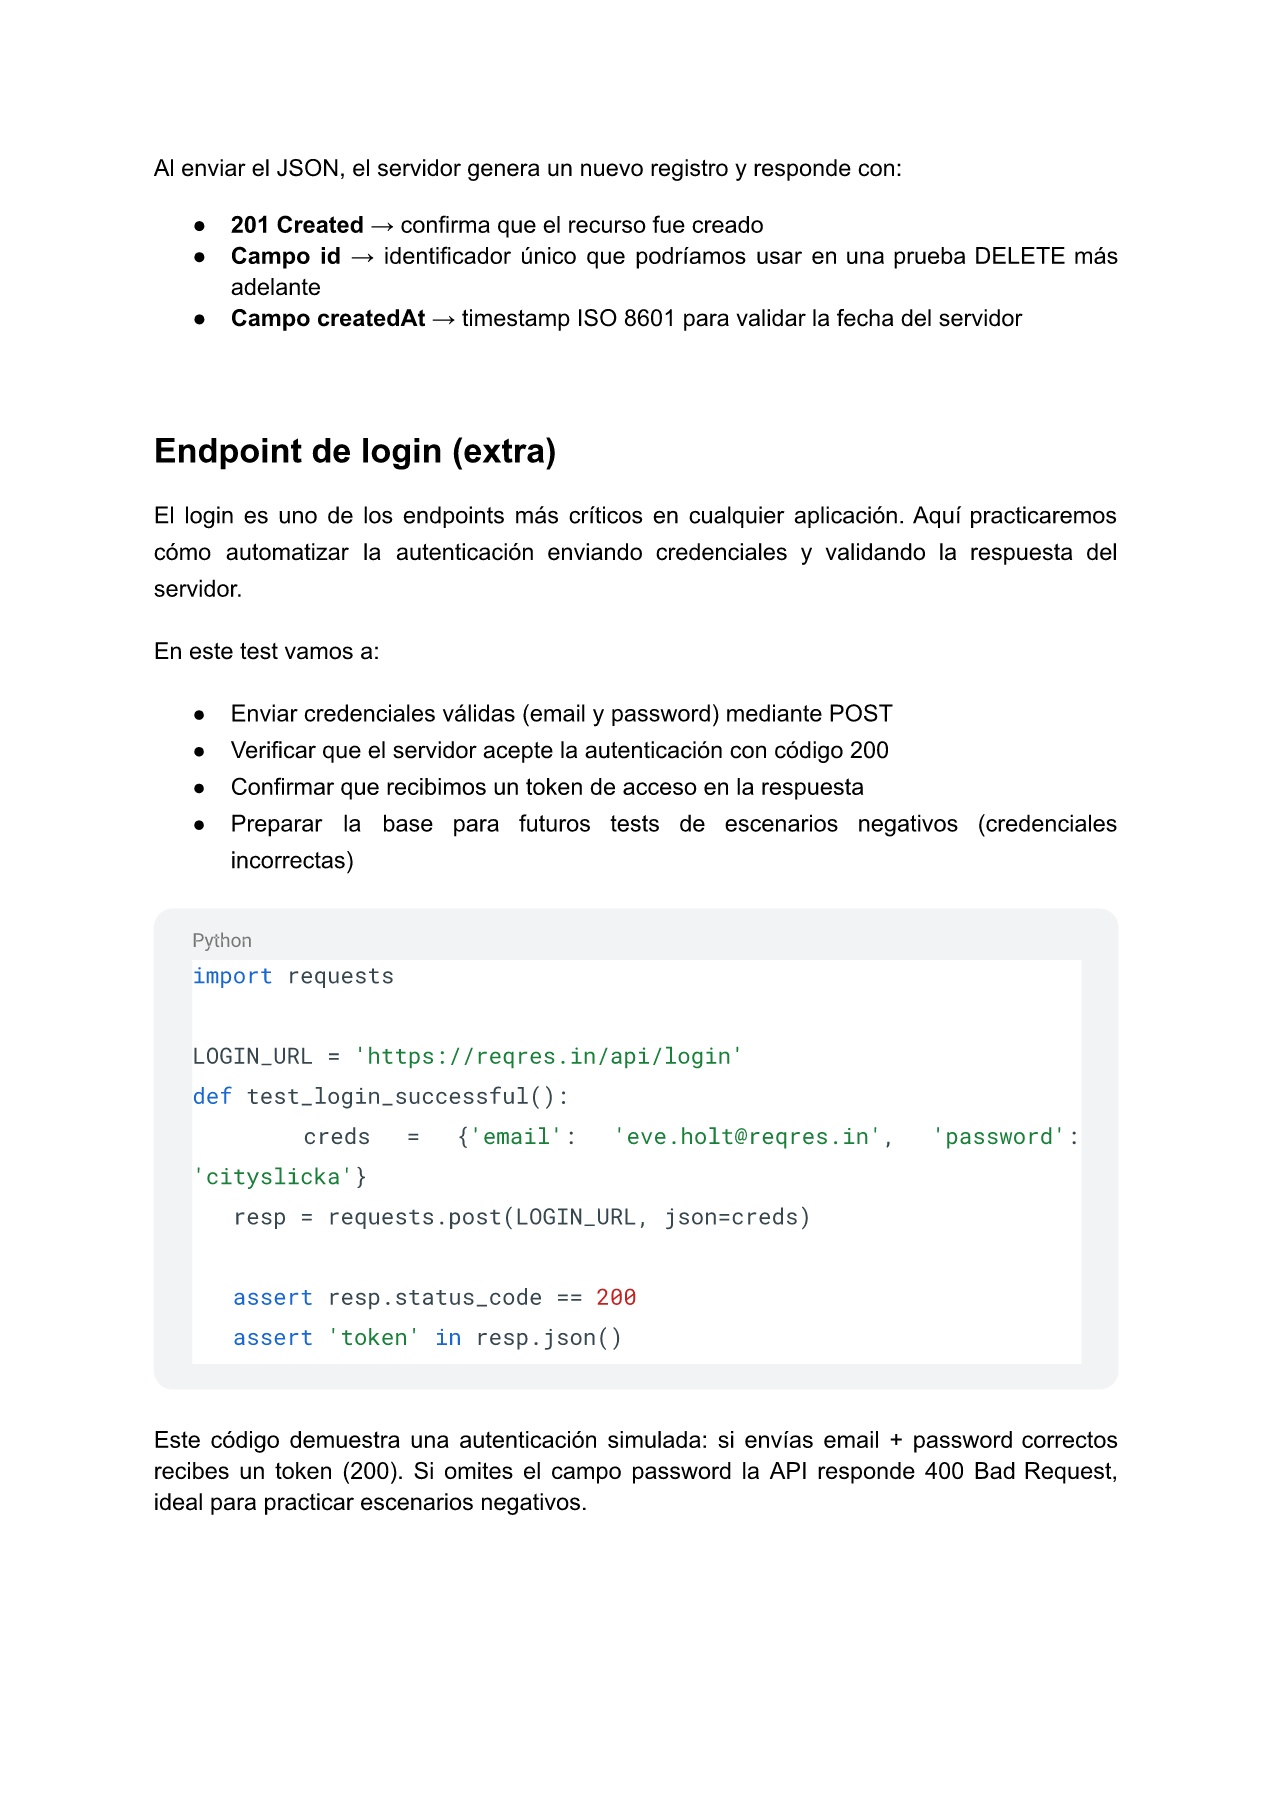 Al enviar el JSON, el servidor genera un nuevo registro y responde con:
● 201 Created → confirma que el recurso fue creado
● Campo id → identificador único que podríamos usar en una prueba DELETE más
adelante
● Campo createdAt → timestamp ISO 8601 para validar la fecha del servidor
Endpoint de login (extra)
El login es uno de los endpoints más críticos en cualquier aplicación. Aquí practicaremos
cómo automatizar la autenticación enviando credenciales y validando la respuesta del
servidor.
En este test vamos a:
● Enviar credenciales válidas (email y password) mediante POST
● Verificar que el servidor acepte la autenticación con código 200
● Confirmar que recibimos un token de acceso en la respuesta
● Preparar la base para futuros tests de escenarios negativos (credenciales
incorrectas)
Python
import requests
LOGIN_URL = 'https://reqres.in/api/login'
def test_login_successful():
creds = {'email': 'eve.holt@reqres.in', 'password':
'cityslicka'}
resp = requests.post(LOGIN_URL, json=creds)
assert resp.status_code == 200
assert 'token' in resp.json()
Este código demuestra una autenticación simulada: si envías email + password correctos
recibes un token (200). Si omites el campo password la API responde 400 Bad Request,
ideal para practicar escenarios negativos.